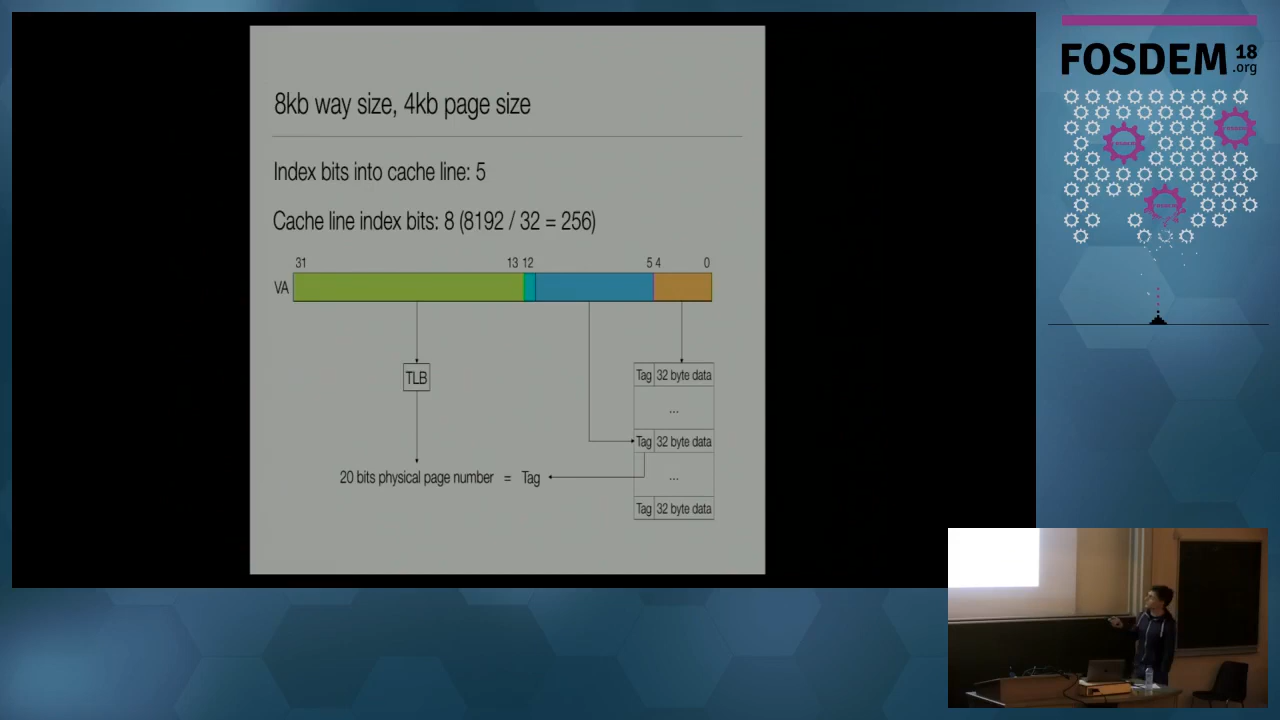 8kb way size, 4kb page size
Index bits into cache line: 5
Cache line index bits: 8 (8192 / 32 = 256)
31 13 12 5 4 0
VA
TLB
Tag 32 byte data
...
Tag 32 byte data
20 bits physical page number = Tag
...
Tag 32 byte data
FOSDEM 18
.org